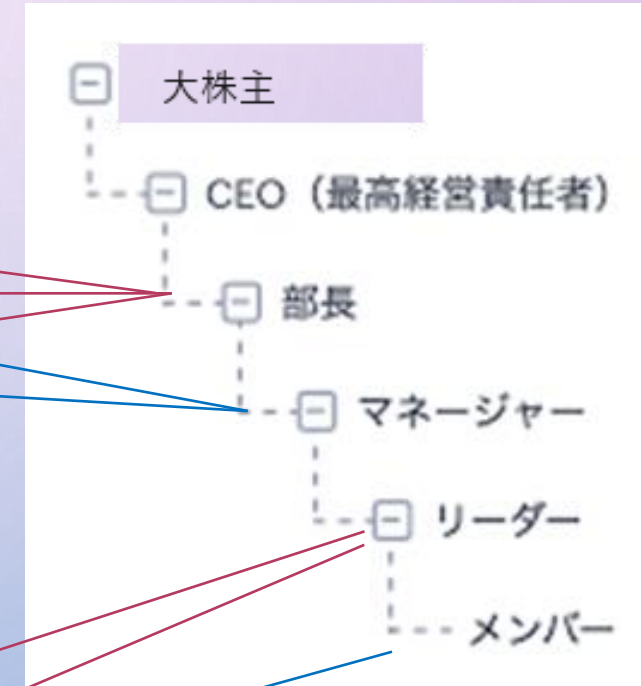 大株主
CEO（最高経営責任者）
部長
マネージャー
リーダー
メンバー